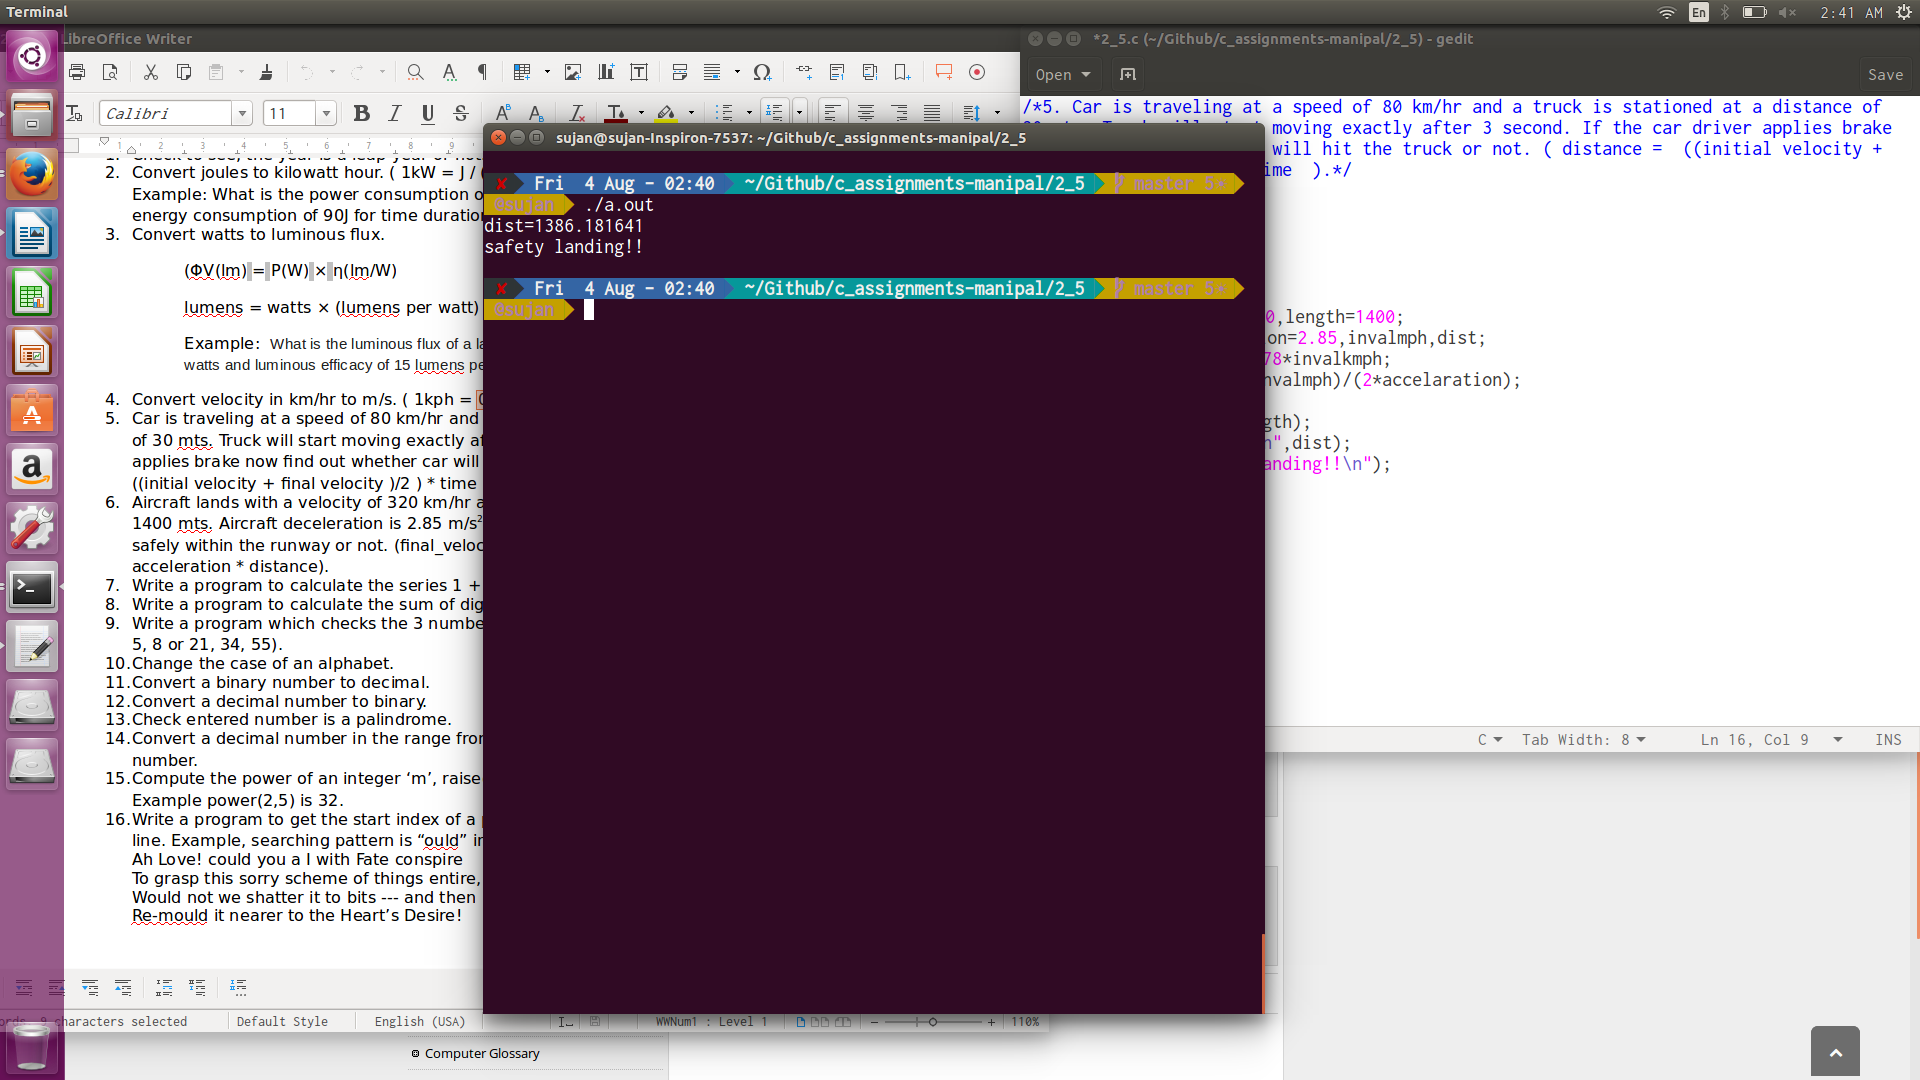 Terminal
En
2:41 AM
LibreOffice Writer
Calibri
11
1 2 3 4 5 6 7 8 9
2. Convert joules to kilowatt hour. ( 1kW = J / (
Example: What is the power consumption o
energy consumption of 90J for time duration
3. Convert watts to luminous flux.
(ΦV(lm) = P(W) × η(lm/W)
lumens = watts × (lumens per watt)
Example: What is the luminous flux of a la
watts and luminous efficacy of 15 lumens pe
4. Convert velocity in km/hr to m/s. ( 1kph =
5. Car is traveling at a speed of 80 km/hr and
of 30 mts. Truck will start moving exactly af
applies brake now find out whether car will
((initial velocity + final velocity )/2 ) * time
6. Aircraft lands with a velocity of 320 km/hr a
1400 mts. Aircraft deceleration is 2.85 m/s²
safely within the runway or not. (final_veloc
acceleration * distance).
7. Write a program to calculate the series 1 +
8. Write a program to calculate the sum of dig
9. Write a program which checks the 3 numbe
5, 8 or 21, 34, 55).
10. Change the case of an alphabet.
11. Convert a binary number to decimal.
12. Convert a decimal number to binary.
13. Check entered number is a palindrome.
14. Convert a decimal number in the range from
number.
15. Compute the power of an integer ‘m’, raise
Example power(2,5) is 32.
16. Write a program to get the start index of a p
line. Example, searching pattern is “ould” in
Ah Love! could you a I with Fate conspire
To grasp this sorry scheme of things entire,
Would not we shatter it to bits --- and then
Re-mould it nearer to the Heart’s Desire!
9 characters selected
Default Style
English (USA)
WWNum1 : Level 1
110%
Computer Glossary
sujan@sujan-Inspiron-7537: ~/Github/c_assignments-manipal/2_5
✘ Fri 4 Aug - 02:40 ~/Github/c_assignments-manipal/2_5 master 5*
@sujan ./a.out
dist=1386.181641
safety landing!!
✘ Fri 4 Aug - 02:40 ~/Github/c_assignments-manipal/2_5 master 5*
@sujan
*2_5.c (~/Github/c_assignments-manipal/2_5) - gedit
Open
Save
/*5. Car is traveling at a speed of 80 km/hr and a truck is stationed at a distance of
moving exactly after 3 second. If the car driver applies brake
will hit the truck or not. ( distance = ((initial velocity +
ime ).*/
0,length=1400;
on=2.85,invalmph,dist;
78*invalkmph;
nvalmph)/(2*accelaration);
gth);
n",dist);
anding!!\n");
C
Tab Width: 8
Ln 16, Col 9
INS